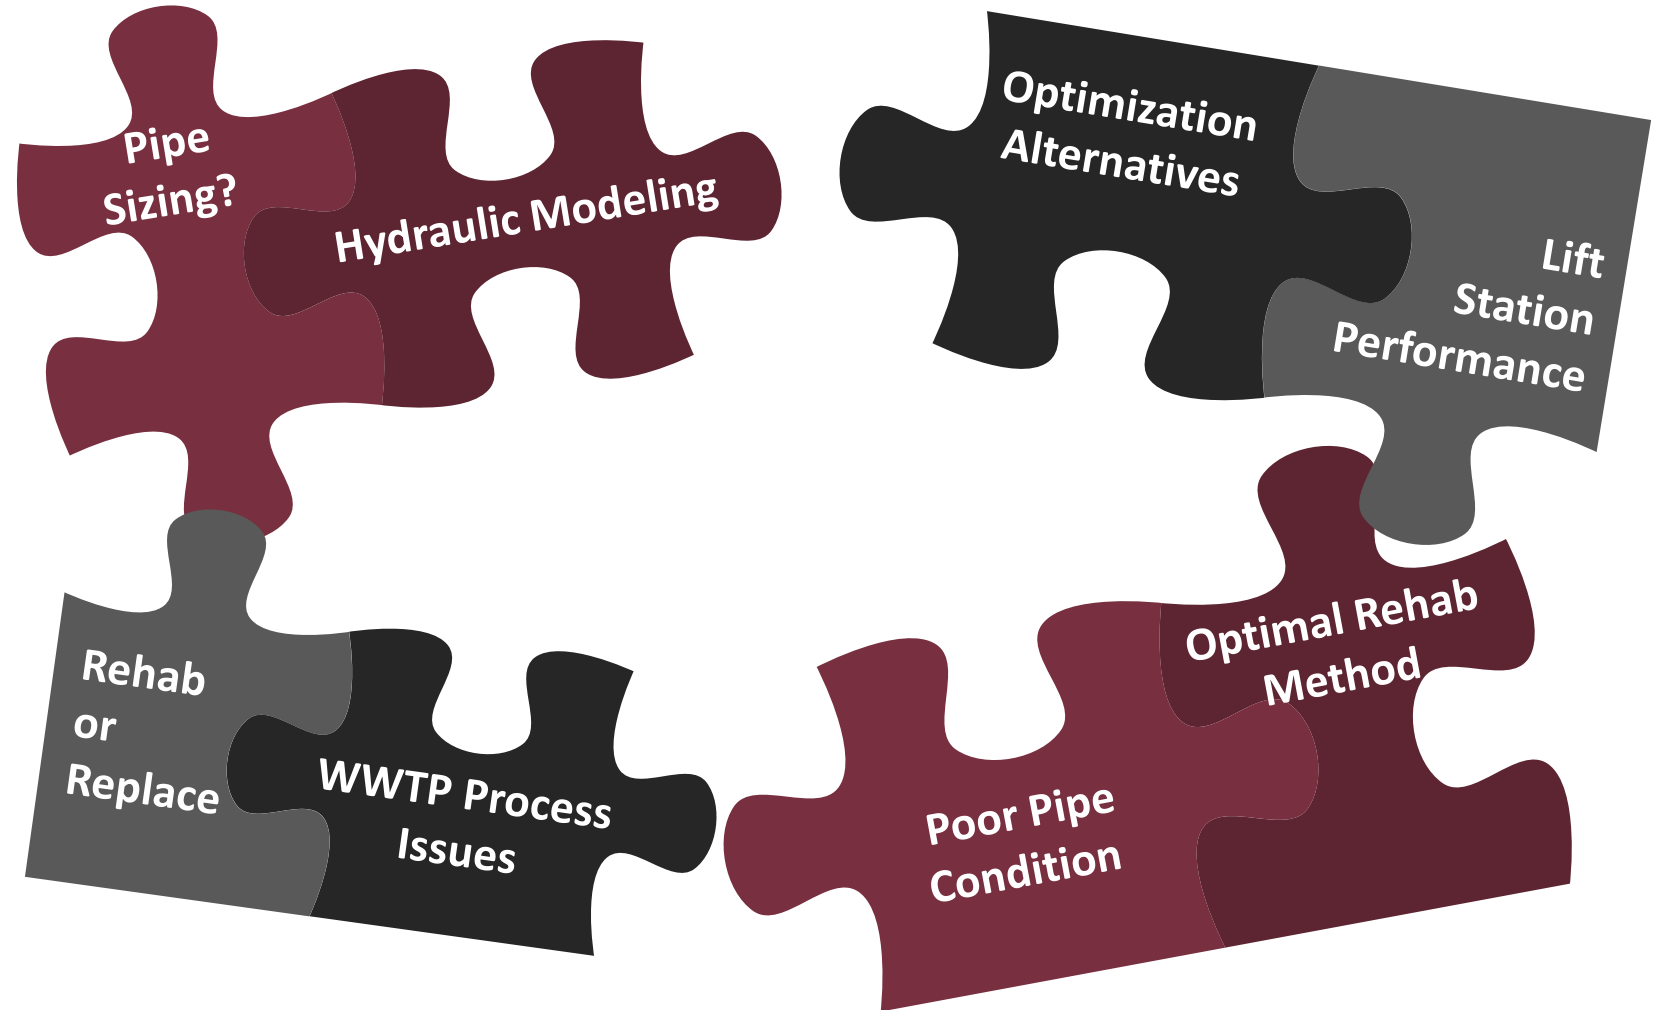 Pipe
Sizing?
Hydraulic Modeling
Optimization
Alternatives
Lift
Station
Performance
Rehab
or
Replace
WWTP Process
Issues
Poor Pipe
Condition
Optimal Rehab
Method